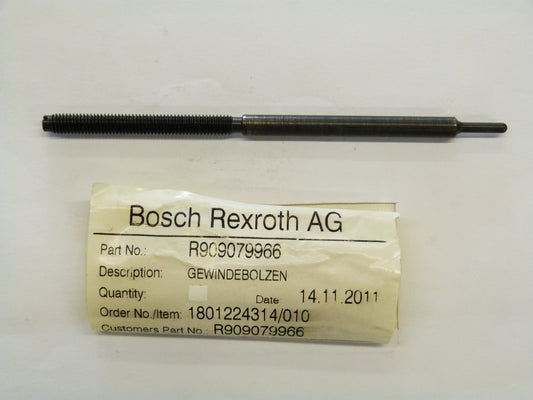 Bosch Rexroth AG
Part No.: R909079966
Description: GEWINDEBOLZEN
Quantity: Date: 14.11.2011
Order No./Item: 1801224314/010
Customers Part No.: R909079966